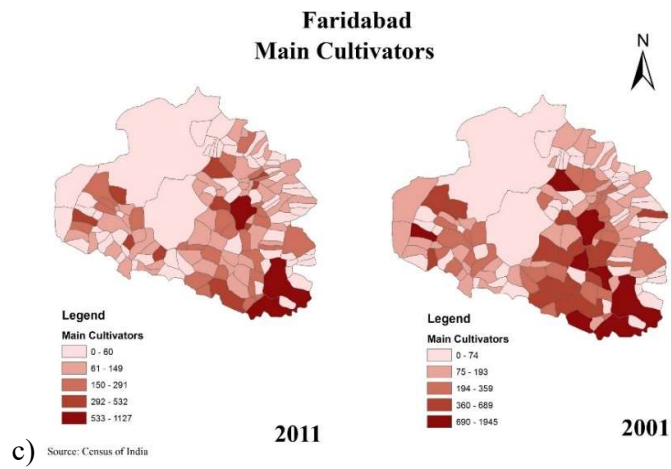 Faridabad
Main Cultivators
N
Legend
Main Cultivators
0 - 60
61 - 149
150 - 291
292 - 532
533 - 1127
2011
Legend
Main Cultivators
0 - 74
75 - 193
194 - 359
360 - 689
690 - 1945
2001
c) Source: Census of India